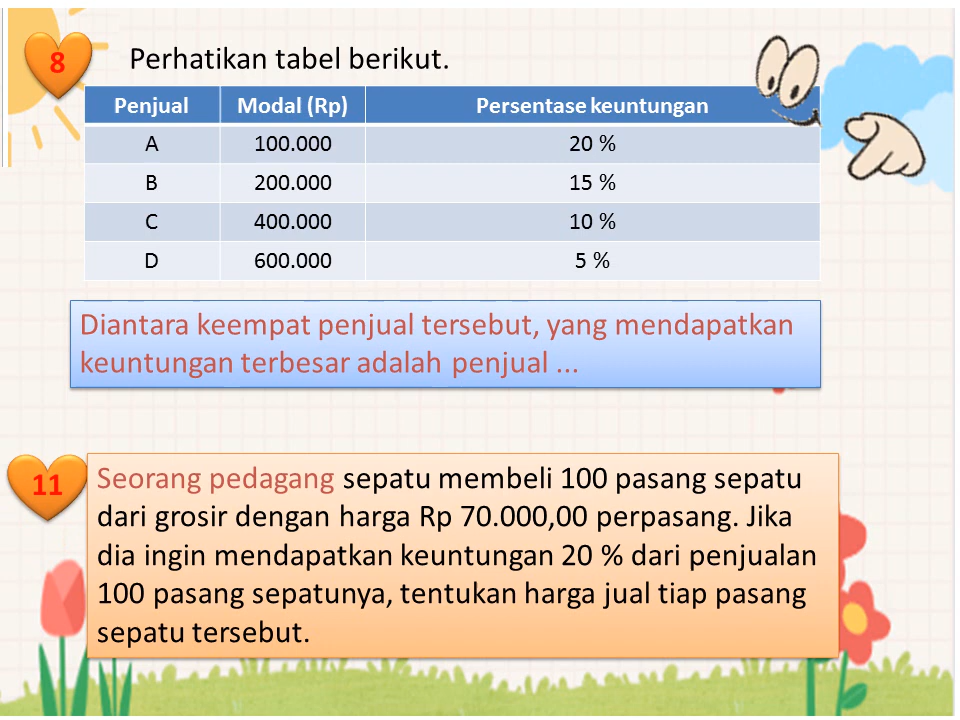 8
Perhatikan tabel berikut.
Penjual Modal (Rp) Persentase keuntungan
A 100.000 20 %
B 200.000 15 %
C 400.000 10 %
D 600.000 5 %
Diantara keempat penjual tersebut, yang mendapatkan
keuntungan terbesar adalah penjual ...
11
Seorang pedagang sepatu membeli 100 pasang sepatu
dari grosir dengan harga Rp 70.000,00 perpasang. Jika
dia ingin mendapatkan keuntungan 20 % dari penjualan
100 pasang sepatunya, tentukan harga jual tiap pasang
sepatu tersebut.